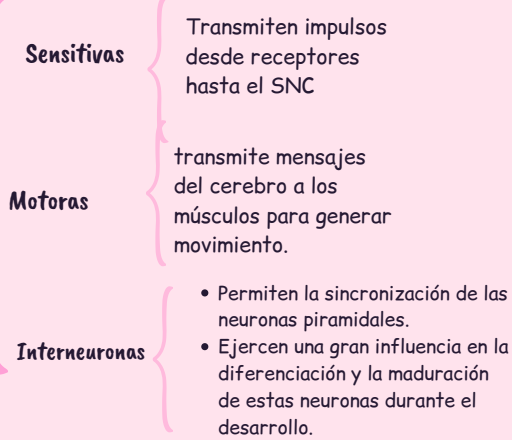 Sensitivas
Transmiten impulsos
desde receptores
hasta el SNC
Motoras
transmite mensajes
del cerebro a los
músculos para generar
movimiento.
Interneuronas
• Permiten la sincronización de las
neuronas piramidales.
• Ejercen una gran influencia en la
diferenciación y la maduración
de estas neuronas durante el
desarrollo.